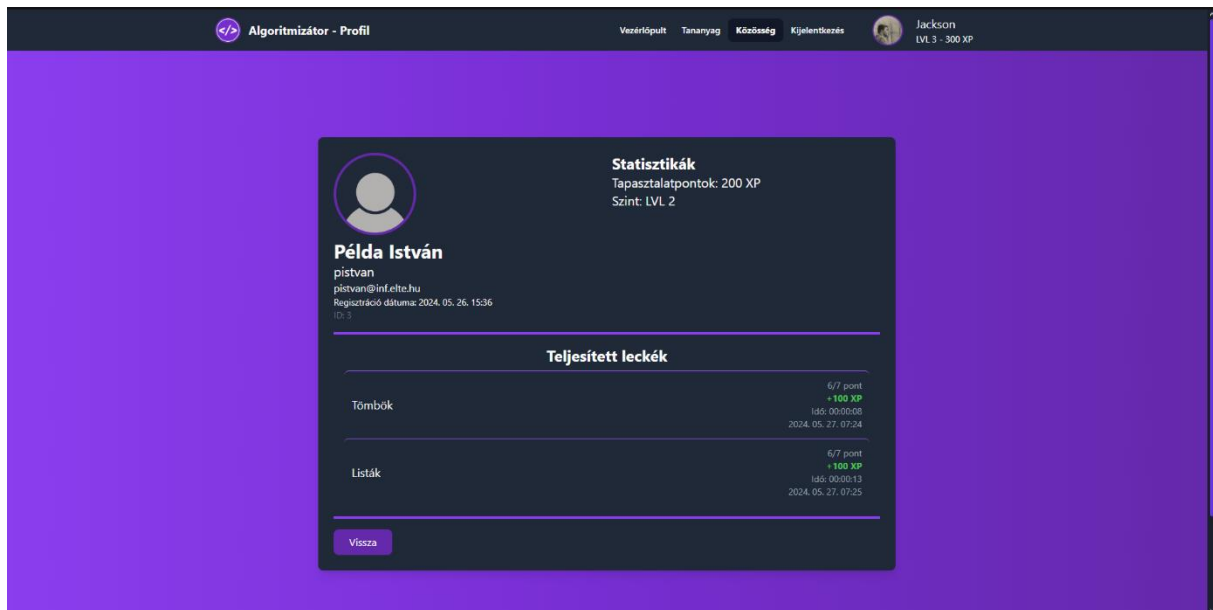 </> Algoritmizátor - Profil
Vezérlőpult Tananyag Közösség Kijelentkezés
Jackson
LVL 3 - 300 XP
Példa István
pistvan
pistvan@inf.elte.hu
Regisztráció dátuma: 2024. 05. 26. 15:36
ID: 3
Statisztikák
Tapasztalatpontok: 200 XP
Szint: LVL 2
Teljesített leckék
Tömbök
6/7 pont
+100 XP
Idő: 00:00:08
2024. 05. 27. 07:24
Listák
6/7 pont
+100 XP
Idő: 00:00:13
2024. 05. 27. 07:25
Vissza